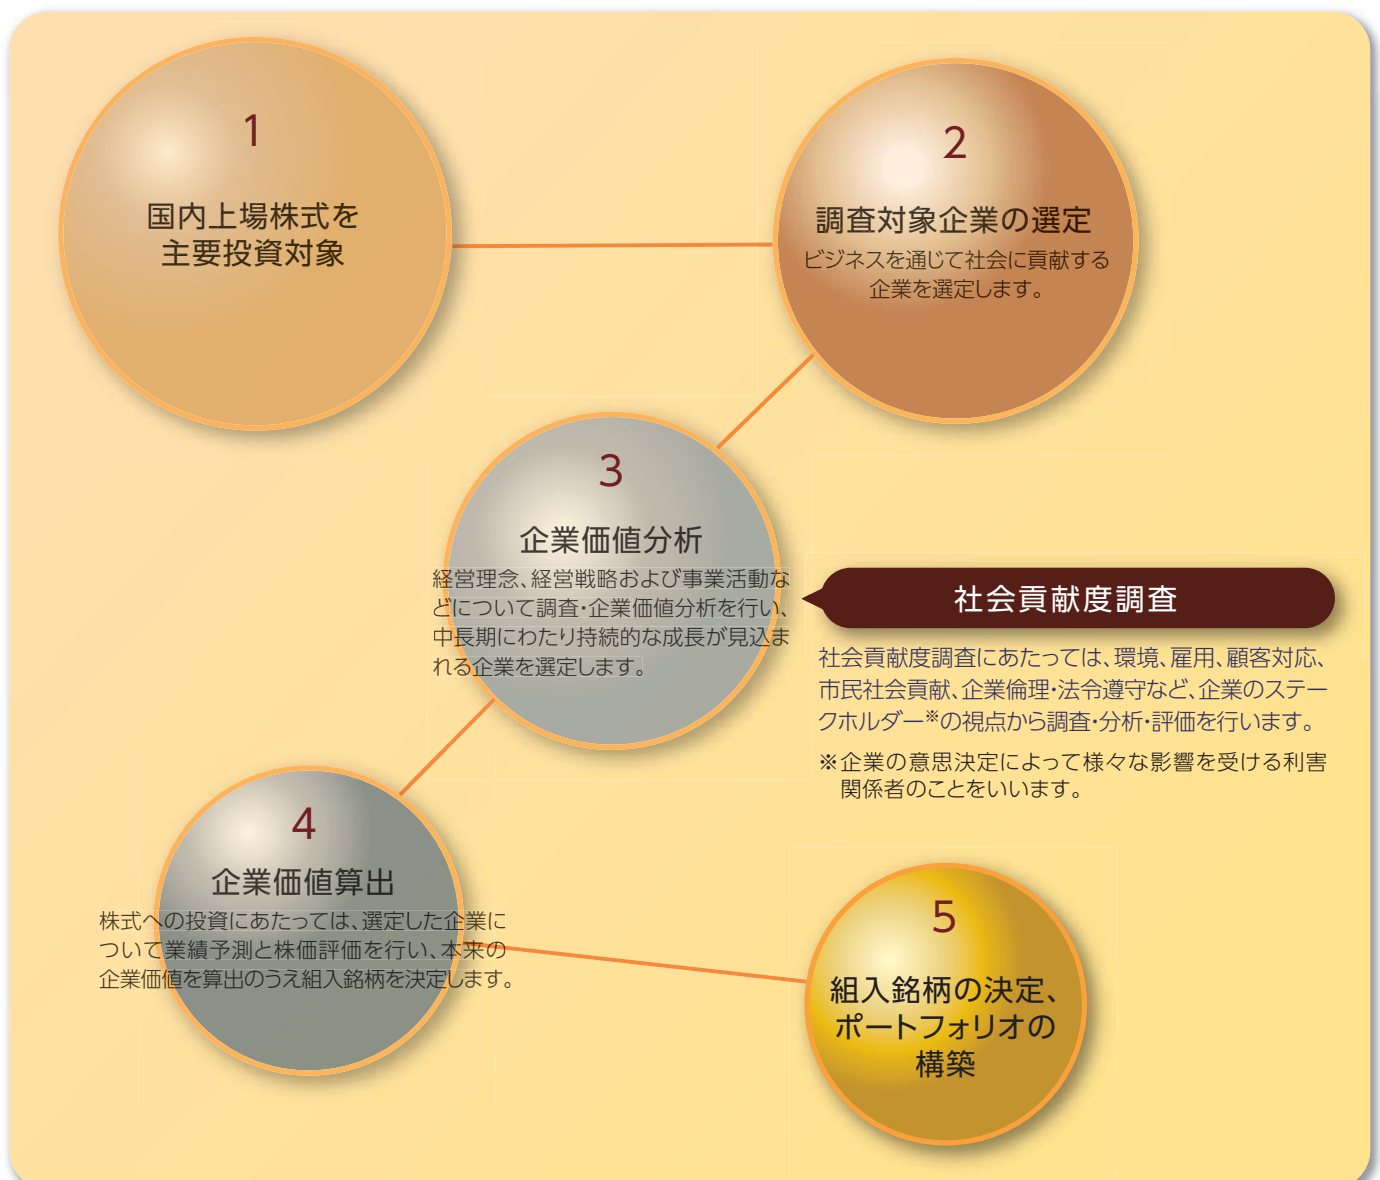 1
国内上場株式を
主要投資対象
2
調査対象企業の選定
ビジネスを通じて社会に貢献する
企業を選定します。
3
企業価値分析
経営理念、経営戦略および事業活動な
どについて調査・企業価値分析を行い、
中長期にわたり持続的な成長が見込ま
れる企業を選定します。
社会貢献度調査
社会貢献度調査にあたっては、環境、雇用、顧客対応、
市民社会貢献、企業倫理・法令遵守など、企業のステー
クホルダー※の視点から調査・分析・評価を行います。
※企業の意思決定によって様々な影響を受ける利害
関係者のことをいいます。
4
企業価値算出
株式への投資にあたっては、選定した企業に
ついて業績予測と株価評価を行い、本来の
企業価値を算出のうえ組入銘柄を決定します。
5
組入銘柄の決定、
ポートフォリオの
構築